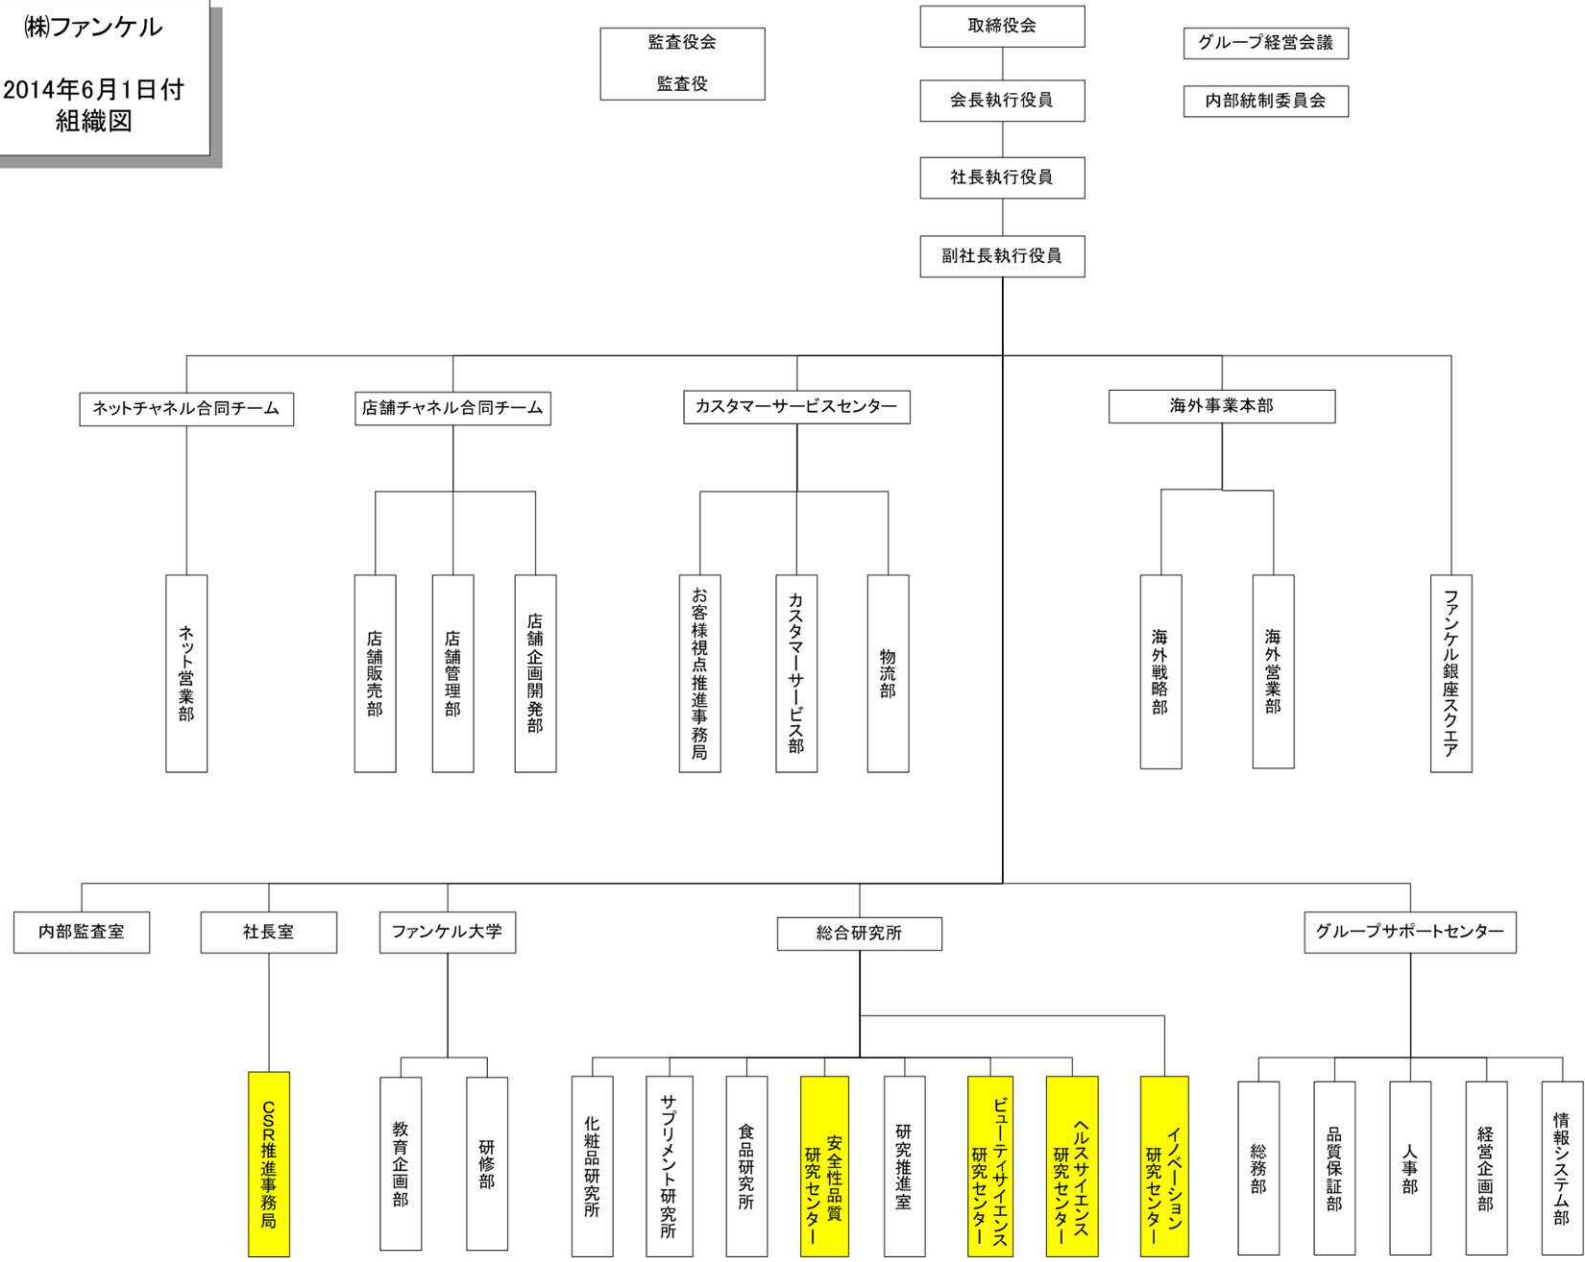 ㈱ファンケル
2014年6月1日付
組織図
監査役会
監査役
取締役会
グループ経営会議
会長執行役員
内部統制委員会
社長執行役員
副社長執行役員
ネットチャネル合同チーム
店舗チャネル合同チーム
カスタマーサービスセンター
海外事業本部
ネット営業部
店舗販売部
店舗管理部
店舗企画開発部
お客様視点推進事務局
カスタマーサービス部
物流部
海外戦略部
海外営業部
ファンケル銀座スクエア
内部監査室
社長室
ファンケル大学
総合研究所
グループサポートセンター
CSR推進事務局
教育企画部
研修部
化粧品研究所
サプリメント研究所
食品研究所
安全性品質
研究センター
研究推進室
ビューティサイエンス
研究センター
ヘルスサイエンス
研究センター
イノベーション
研究センター
総務部
品質保証部
人事部
経営企画部
情報システム部